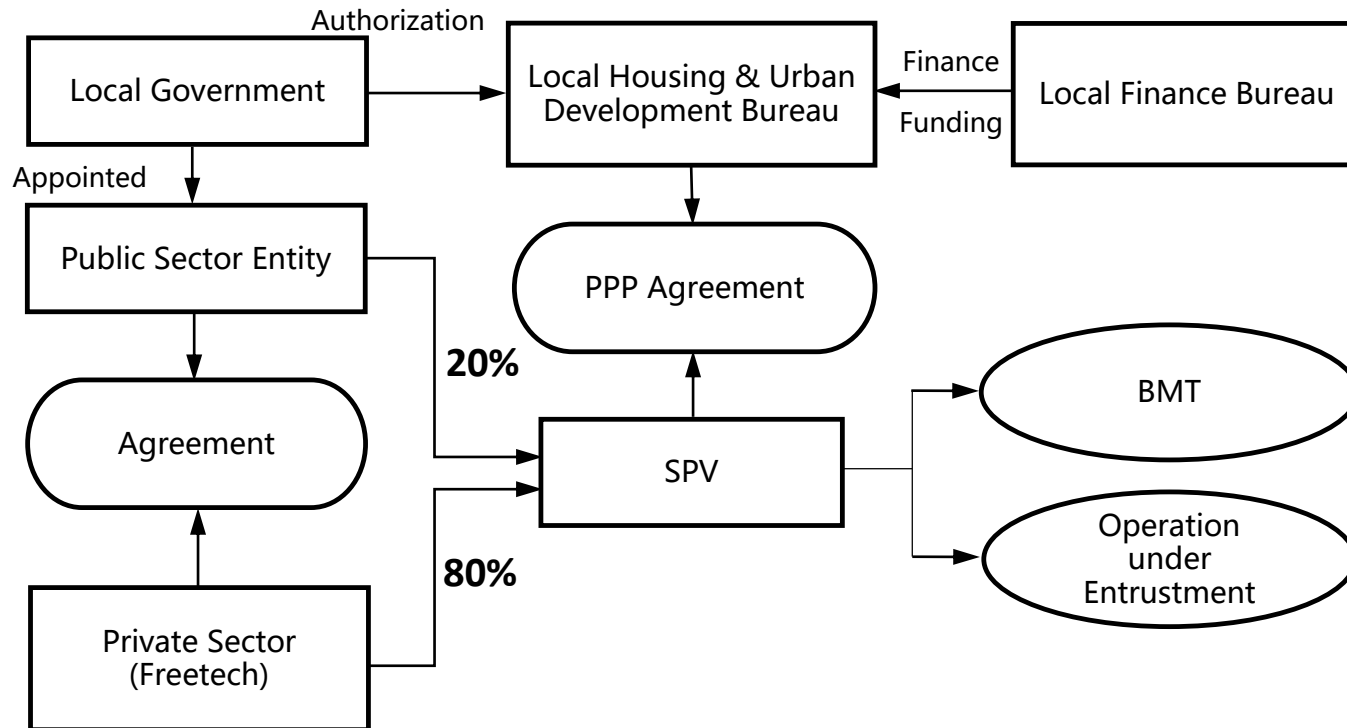 Authorization
Local Government
Local Housing & Urban
Development Bureau
Finance
Funding
Local Finance Bureau
Appointed
Public Sector Entity
PPP Agreement
20%
BMT
Agreement
SPV
Operation
under
Entrustment
80%
Private Sector
(Freetech)